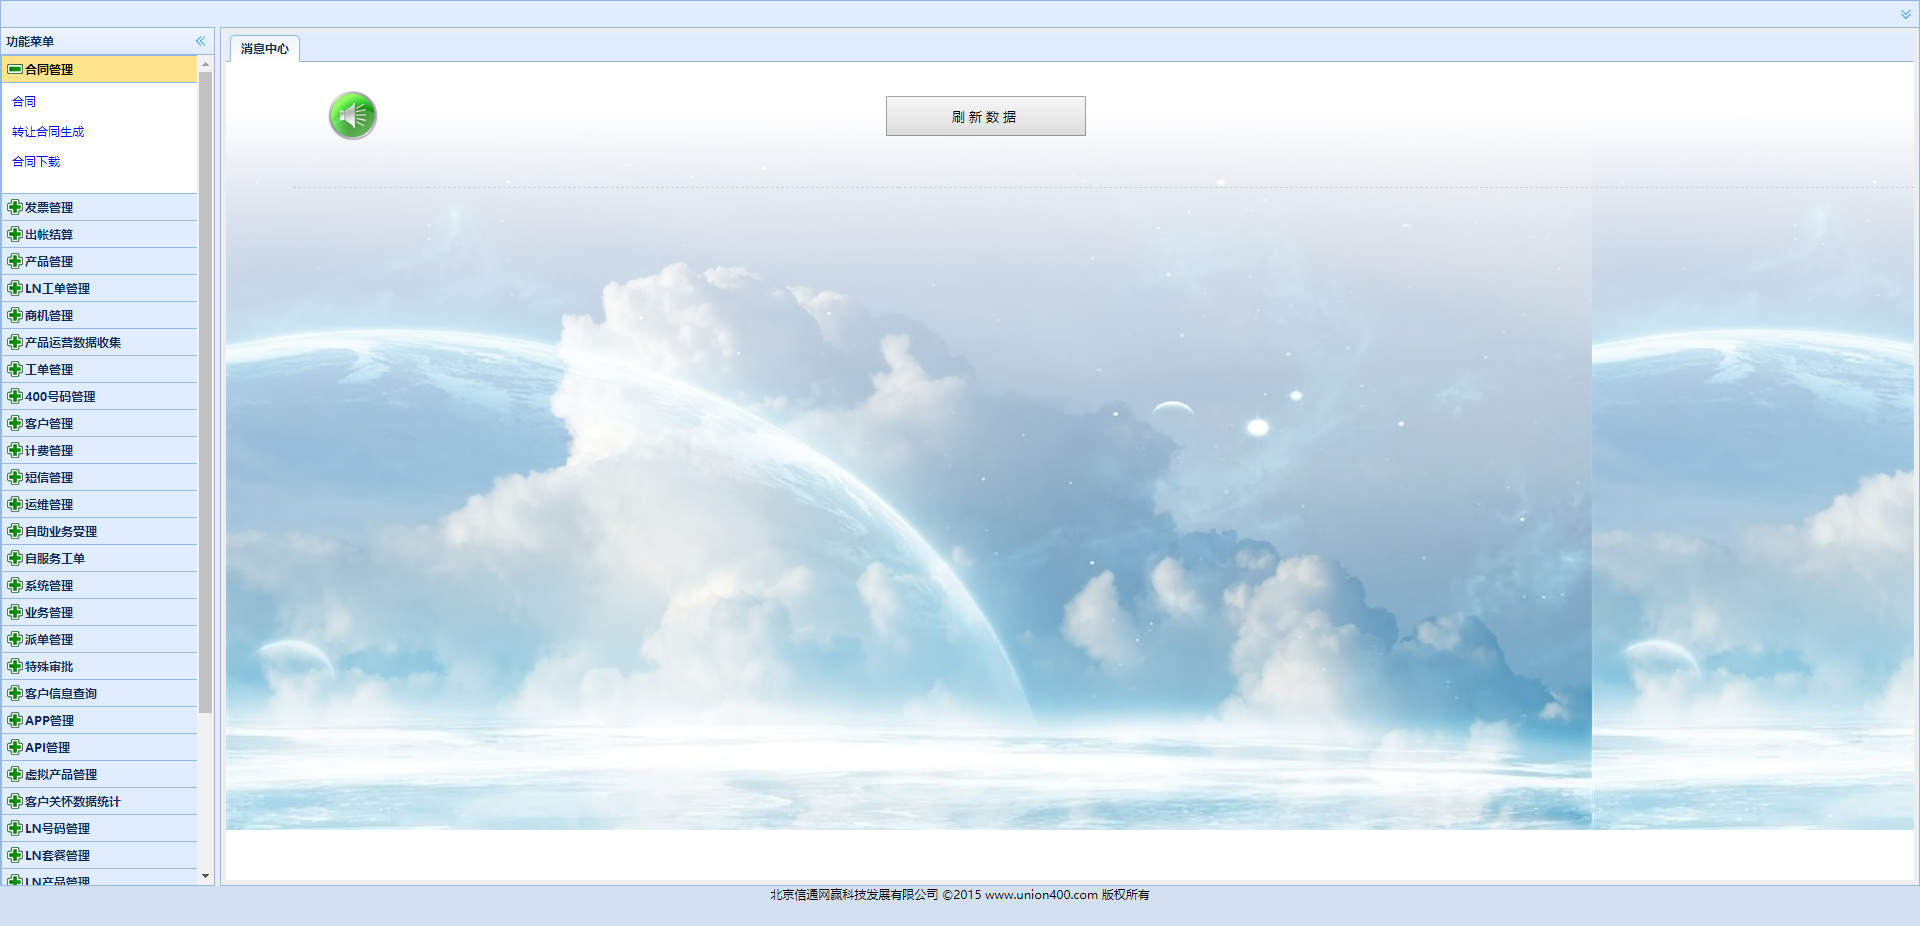 功能菜单
合同管理
合同
转让合同生成
合同下载
发票管理
出帐结算
产品管理
LN工单管理
商机管理
产品运营数据收集
工单管理
400号码管理
客户管理
计费管理
短信管理
运维管理
自助业务受理
自服务工单
系统管理
业务管理
派单管理
特殊审批
客户信息查询
APP管理
API管理
虚拟产品管理
客户关怀数据统计
LN号码管理
LN套餐管理
LN产品管理
消息中心
刷 新 数 据
北京信通网赢科技发展有限公司 ©2015 www.union400.com 版权所有